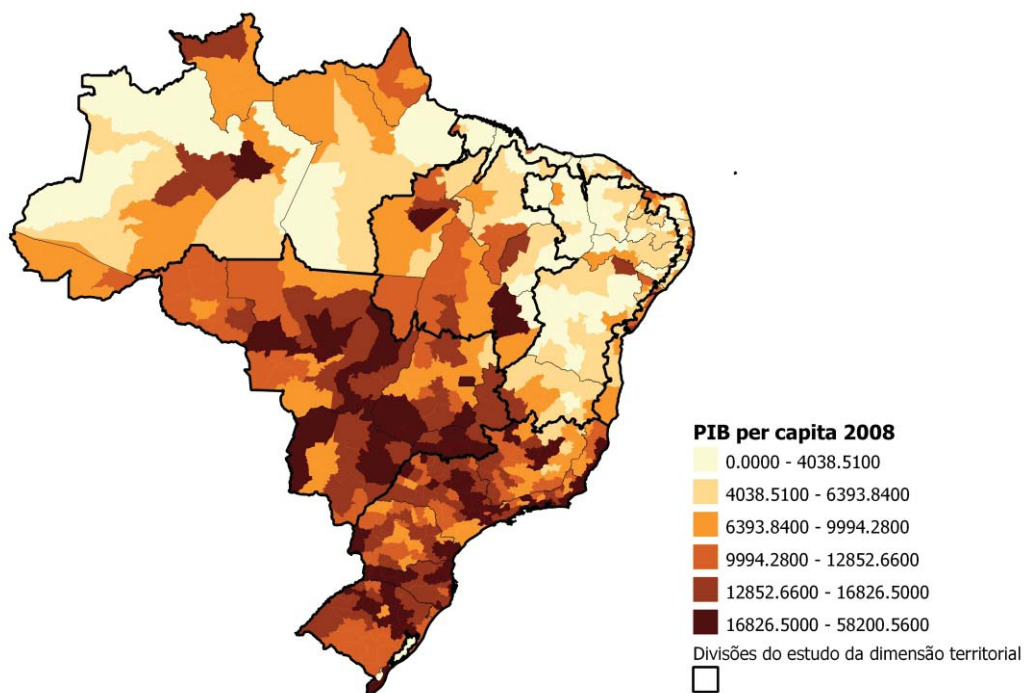 PIB per capita 2008
0.0000 - 4038.5100
4038.5100 - 6393.8400
6393.8400 - 9994.2800
9994.2800 - 12852.6600
12852.6600 - 16826.5000
16826.5000 - 58200.5600
Divisões do estudo da dimensão territorial